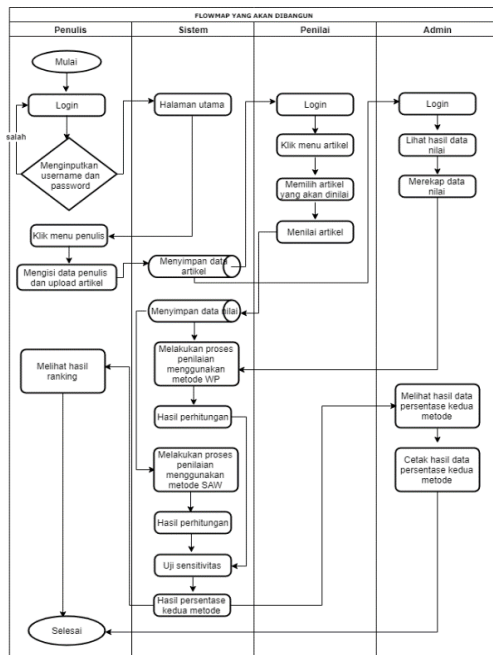 FLOWMAP YANG AKAN DIBANGUN
Penulis
Sistem
Penilai
Admin
Mulai
Login
salah
Menginputkan
username dan
password
Halaman utama
Login
Klik menu artikel
Memilih artikel
yang akan dinilai
Menilai artikel
Login
Lihat hasil data
nilai
Merekap data
nilai
Klik menu penulis
Mengisi data penulis
dan upload artikel
Menyimpan data
artikel
Menyimpan data nilai
Melakukan proses
penilaian
menggunakan
metode WP
Melihat hasil
ranking
Hasil perhitungan
Melihat hasil data
persentase kedua
metode
Melakukan proses
penilaian
menggunakan
metode SAW
Cetak hasil data
persentase kedua
metode
Hasil perhitungan
Uji sensitivitas
Hasil persentase
kedua metode
Selesai